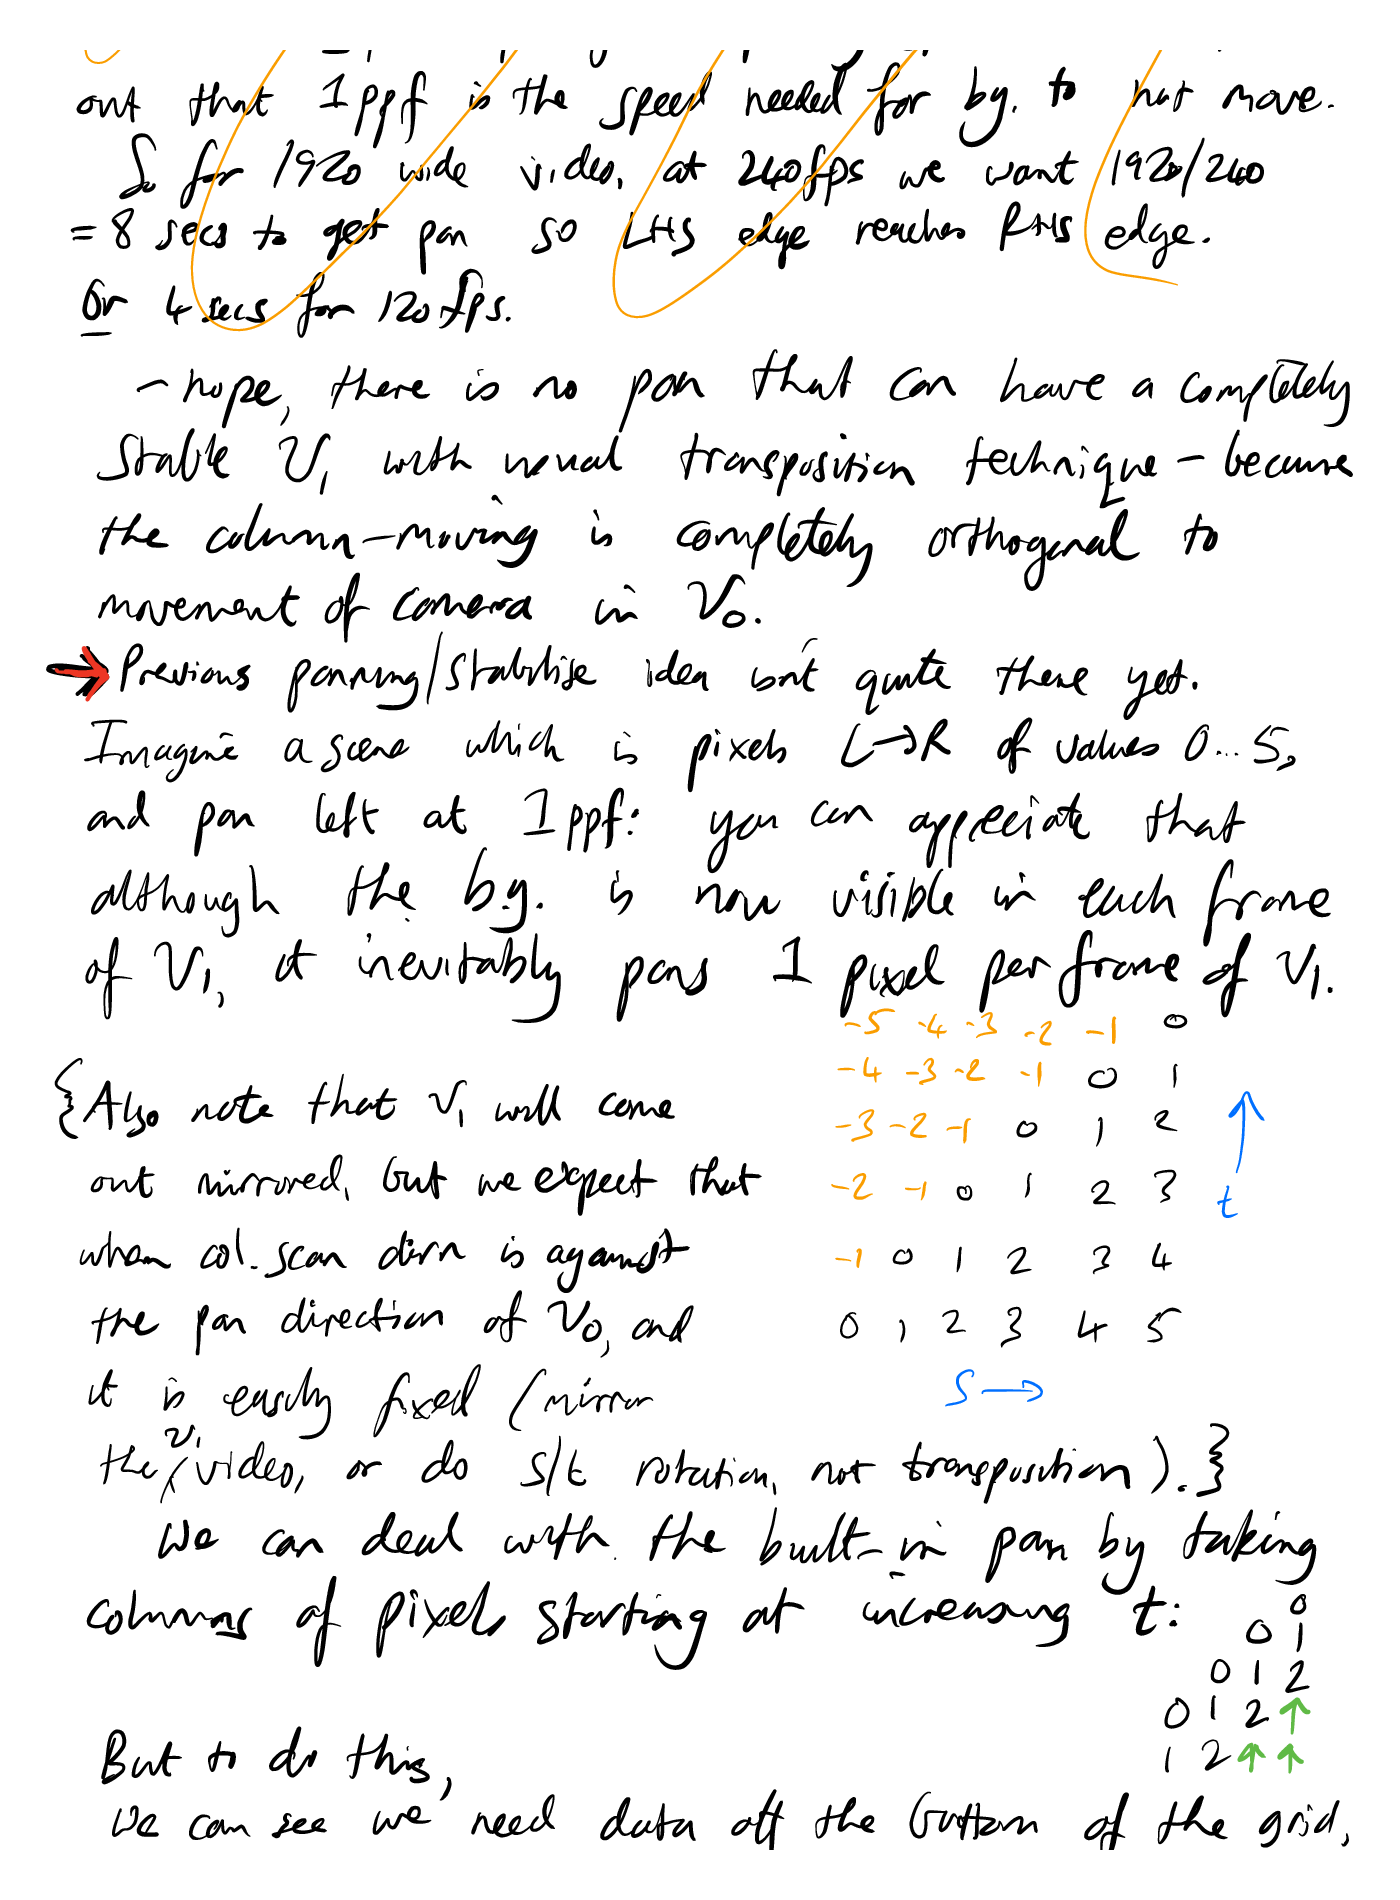 out that 1ppf is the speed needed for bg. to not move.
So for 1920 wide video, at 240fps we want 1920/240
= 8 secs to get pan so LHS edge reaches RHS edge.
Or 4 secs for 120fps.
- nope, there is no pan that can have a completely
stable V1 with usual transposition technique - because
the column-moving is completely orthogonal to
movement of camera in V0.
→ Previous panning/stabilise idea isn't quite there yet.
Imagine a scene which is pixels L→R of values 0...5,
and pan left at 1ppf: you can appreciate that
although the b.g. is now visible in each frame
of V1, it inevitably pans 1 pixel per frame of V1.
-5 -4 -3 -2 -1 0
-4 -3 -2 -1 0 1
{Also note that V1 will come
-3 -2 -1 0 1 2
out mirrored, but we expect that
-2 -1 0 1 2 3
↑
t
when col. scan dirn is against
-1 0 1 2 3 4
the pan direction of V0, and
0 1 2 3 4 5
it is easily fixed (mirror
S →
the V1 video, or do s/t rotation, not transposition).}
We can deal with the built-in pan by taking
columns of pixels starting at increasing t:
0
0 1
0 1 2
0 1 2 ↑
1 2 ↑ ↑
But to do this,
we can see we need data off the bottom of the grid,